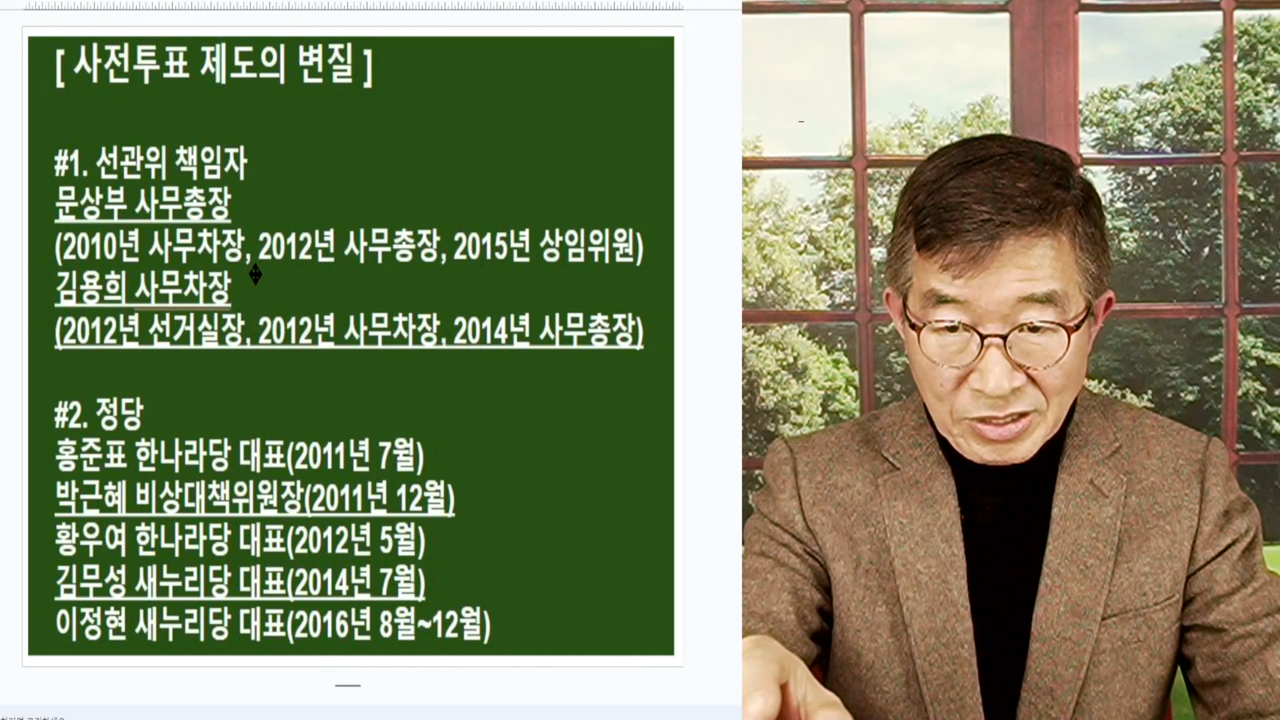 [ 사전투표 제도의 변질 ]
#1. 선관위 책임자
문상부 사무총장
(2010년 사무차장, 2012년 사무총장, 2015년 상임위원)
김용희 사무차장
(2012년 선거실장, 2012년 사무차장, 2014년 사무총장)
#2. 정당
홍준표 한나라당 대표(2011년 7월)
박근혜 비상대책위원장(2011년 12월)
황우여 한나라당 대표(2012년 5월)
김무성 새누리당 대표(2014년 7월)
이정현 새누리당 대표(2016년 8월~12월)